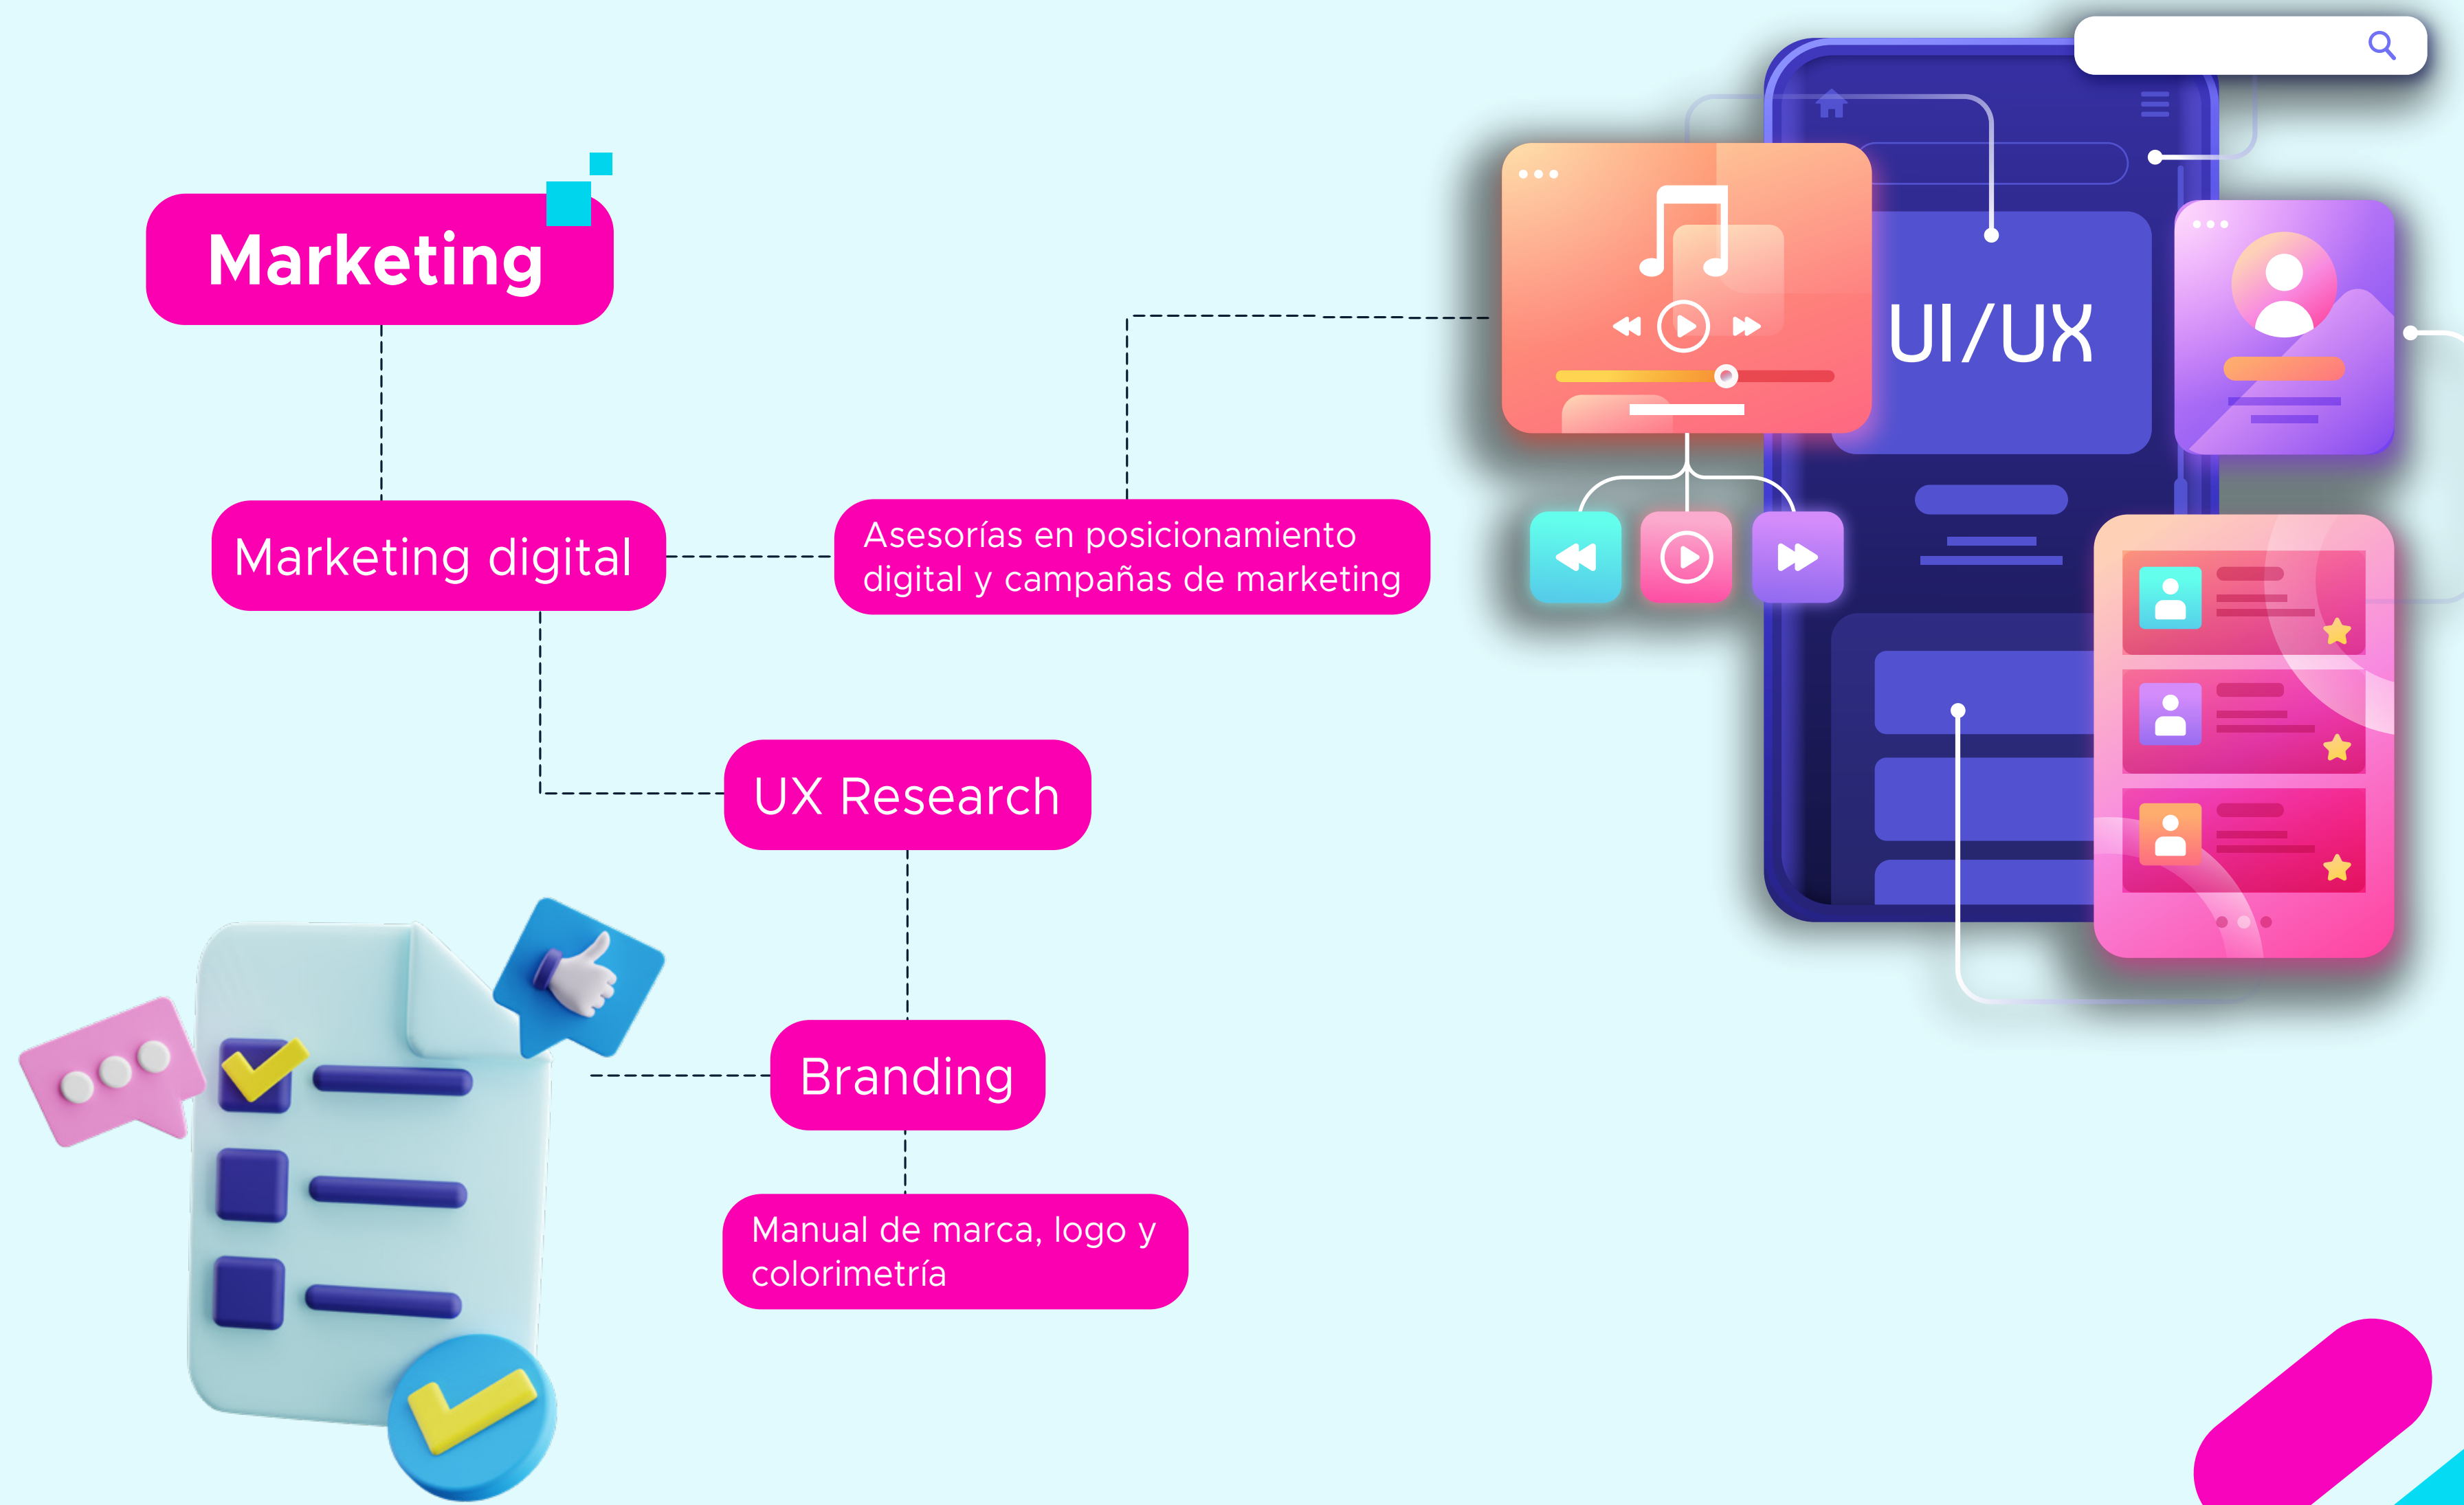 Marketing
UI/UX
Marketing digital
Asesorías en posicionamiento
digital y campañas de marketing
UX Research
Branding
Manual de marca, logo y
colorimetría